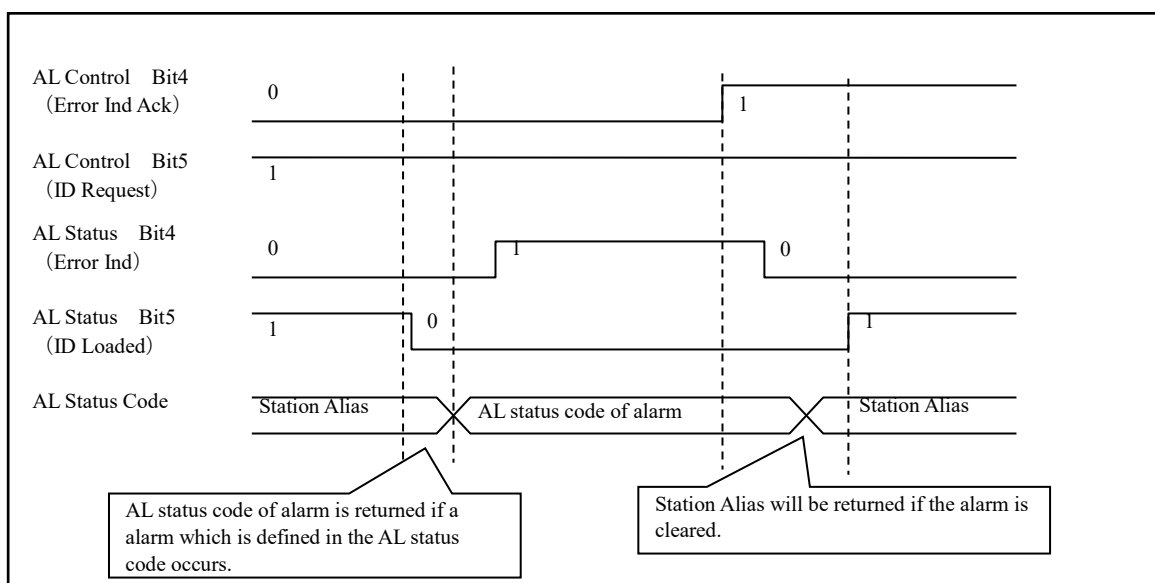 AL Control Bit4
（Error Ind Ack）
0
1
AL Control Bit5
（ID Request）
1
AL Status Bit4
（Error Ind）
0
1
0
AL Status Bit5
（ID Loaded）
1
0
1
AL Status Code
Station Alias
AL status code of alarm
Station Alias
AL status code of alarm is returned if a
alarm which is defined in the AL status
code occurs.
Station Alias will be returned if the alarm is
cleared.